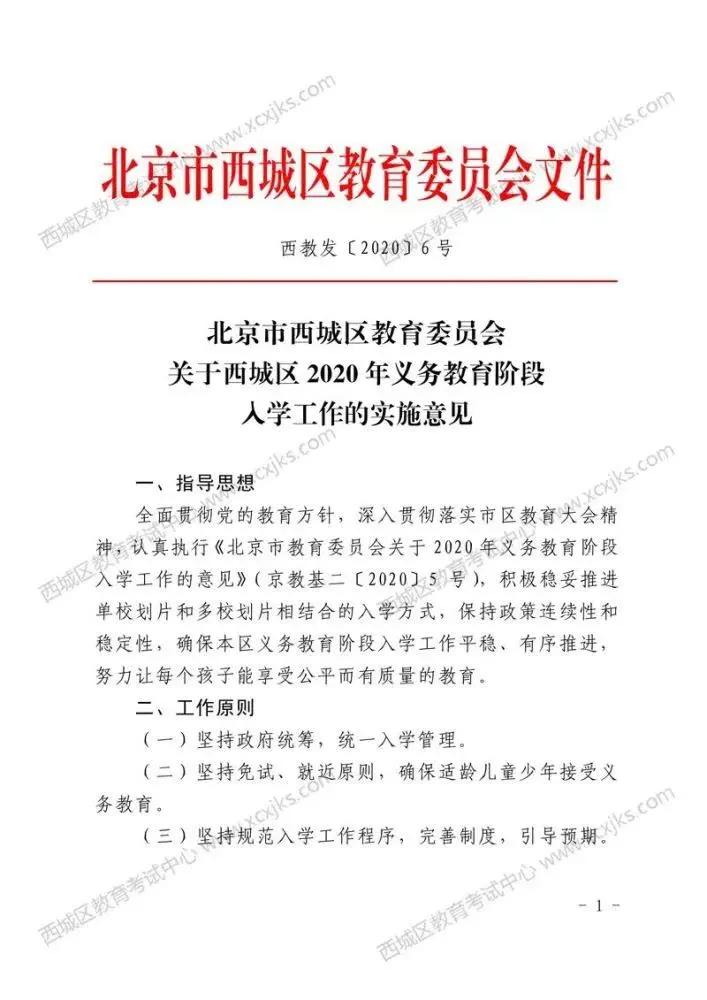 北京市西城区教育委员会文件
西教发〔2020〕6号
北京市西城区教育委员会
关于西城区 2020 年义务教育阶段
入学工作的实施意见
一、指导思想
全面贯彻党的教育方针，深入贯彻落实市区教育大会精
神，认真执行《北京市教育委员会关于 2020 年义务教育阶段
入学工作的意见》（京教基二〔2020〕5 号），积极稳妥推进
单校划片和多校划片相结合的入学方式，保持政策连续性和
稳定性，确保本区义务教育阶段入学工作平稳、有序推进，
努力让每个孩子能享受公平而有质量的教育。
二、工作原则
（一）坚持政府统筹，统一入学管理。
（二）坚持免试、就近原则，确保适龄儿童少年接受义
务教育。
（三）坚持规范入学工作程序，完善制度，引导预期。
- 1 -
西城区教育考试中心 www.xcxjks.com
西城区教育考试中心 www.xcxjks.com
西城区教育考试中心 www.xcxjks.com
西城区教育考试中心 www.xcxjks.com
西城区教育考试中心 www.xcxjks.com
西城区教育考试中心 www.xcxjks.com